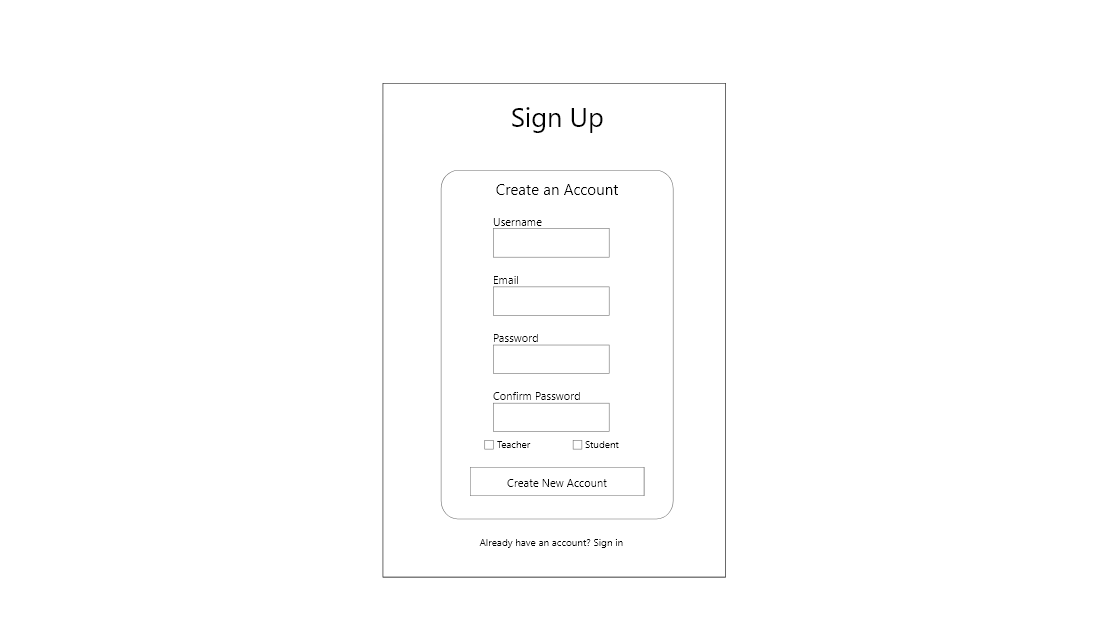 Sign Up
Create an Account
Username
Email
Password
Confirm Password
Teacher Student
Create New Account
Already have an account? Sign in